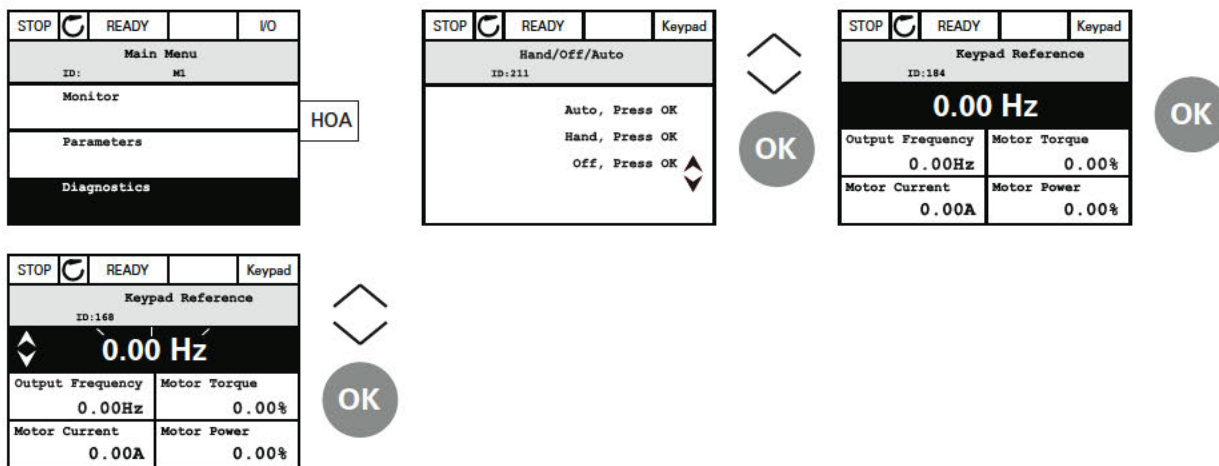 STOP READY I/O
Main Menu
ID: M1
Monitor
Parameters
Diagnostics
HOA
STOP READY Keypad
Hand/Off/Auto
ID:211
Auto, Press OK
Hand, Press OK
Off, Press OK
OK
STOP READY Keypad
Keypad Reference
ID:184
0.00 Hz
Output Frequency Motor Torque
0.00Hz 0.00%
Motor Current Motor Power
0.00A 0.00%
OK
STOP READY Keypad
Keypad Reference
ID:168
0.00 Hz
Output Frequency Motor Torque
0.00Hz 0.00%
Motor Current Motor Power
0.00A 0.00%
OK